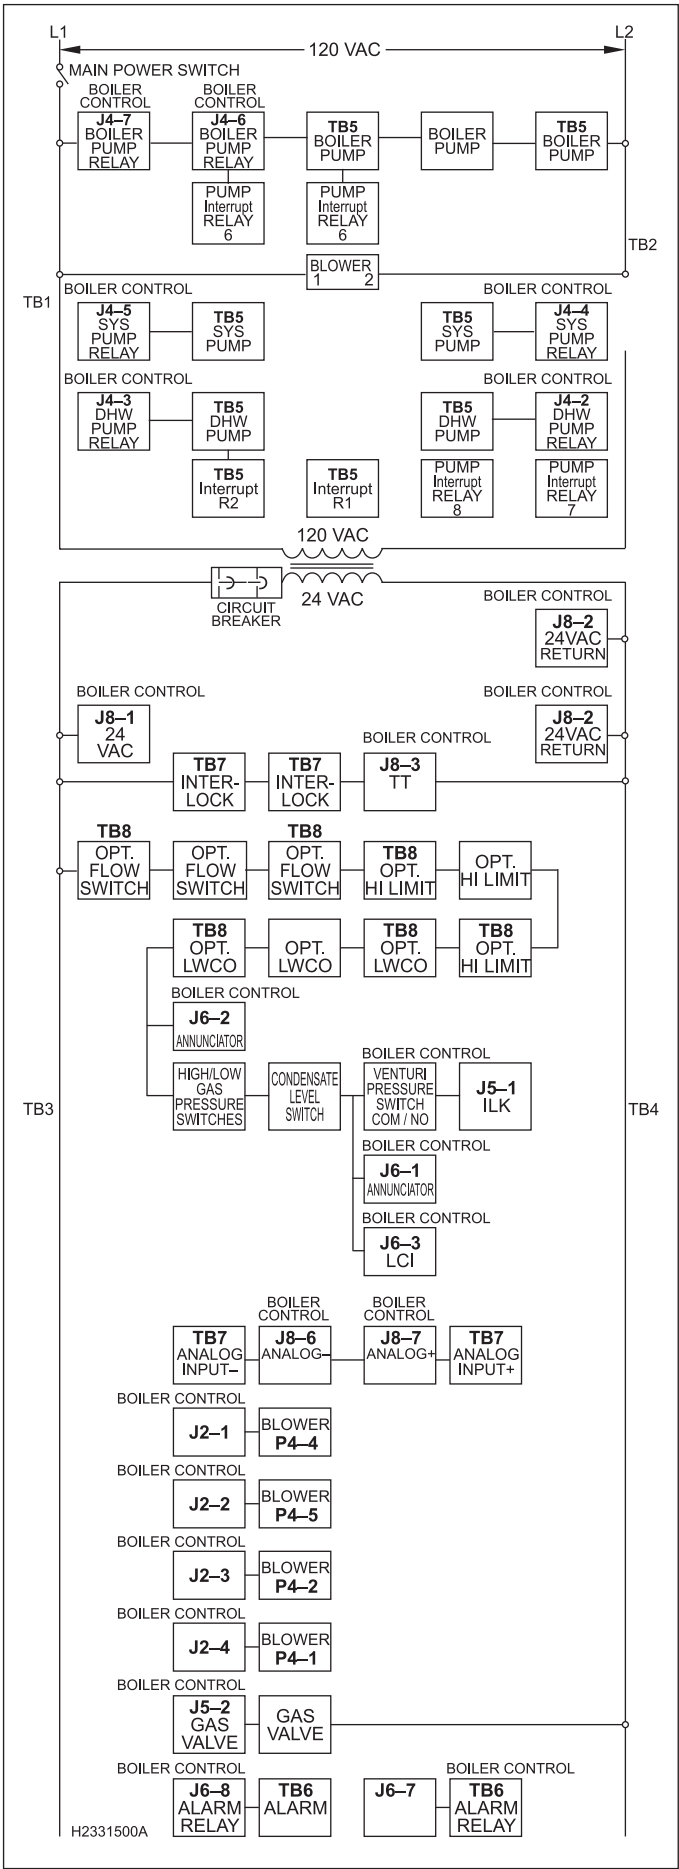 L1
L2
120 VAC
MAIN POWER SWITCH
BOILER
CONTROL
BOILER
CONTROL
J4–7
BOILER
PUMP
RELAY
J4–6
BOILER
PUMP
RELAY
TB5
BOILER
PUMP
BOILER
PUMP
TB5
BOILER
PUMP
PUMP
Interrupt
RELAY
6
PUMP
Interrupt
RELAY
6
TB2
BLOWER
1 2
TB1
BOILER CONTROL
BOILER CONTROL
J4–5
SYS
PUMP
RELAY
TB5
SYS
PUMP
TB5
SYS
PUMP
J4–4
SYS
PUMP
RELAY
BOILER CONTROL
BOILER CONTROL
J4–3
DHW
PUMP
RELAY
TB5
DHW
PUMP
TB5
DHW
PUMP
J4–2
DHW
PUMP
RELAY
TB5
Interrupt
R2
TB5
Interrupt
R1
PUMP
Interrupt
RELAY
8
PUMP
Interrupt
RELAY
7
120 VAC
24 VAC
CIRCUIT
BREAKER
BOILER CONTROL
J8–2
24VAC
RETURN
BOILER CONTROL
BOILER CONTROL
J8–1
24
VAC
J8–2
24VAC
RETURN
BOILER CONTROL
TB7
INTER-
LOCK
TB7
INTER-
LOCK
J8–3
TT
TB8
TB8
OPT.
FLOW
SWITCH
OPT.
FLOW
SWITCH
OPT.
FLOW
SWITCH
TB8
OPT.
HI LIMIT
OPT.
HI LIMIT
TB8
OPT.
LWCO
OPT.
LWCO
TB8
OPT.
LWCO
TB8
OPT.
HI LIMIT
BOILER CONTROL
J6–2
ANNUNCIATOR
BOILER CONTROL
HIGH/LOW
GAS
PRESSURE
SWITCHES
CONDENSATE
LEVEL
SWITCH
VENTURI
PRESSURE
SWITCH
COM / NO
J5–1
ILK
TB3
TB4
BOILER CONTROL
J6–1
ANNUNCIATOR
BOILER CONTROL
J6–3
LCI
BOILER
CONTROL
BOILER
CONTROL
TB7
ANALOG
INPUT–
J8–6
ANALOG–
J8–7
ANALOG+
TB7
ANALOG
INPUT+
BOILER CONTROL
J2–1
BLOWER
P4–4
BOILER CONTROL
J2–2
BLOWER
P4–5
BOILER CONTROL
J2–3
BLOWER
P4–2
BOILER CONTROL
J2–4
BLOWER
P4–1
BOILER CONTROL
J5–2
GAS
VALVE
GAS
VALVE
BOILER CONTROL
BOILER CONTROL
J6–8
ALARM
RELAY
TB6
ALARM
J6–7
TB6
ALARM
RELAY
H2331500A